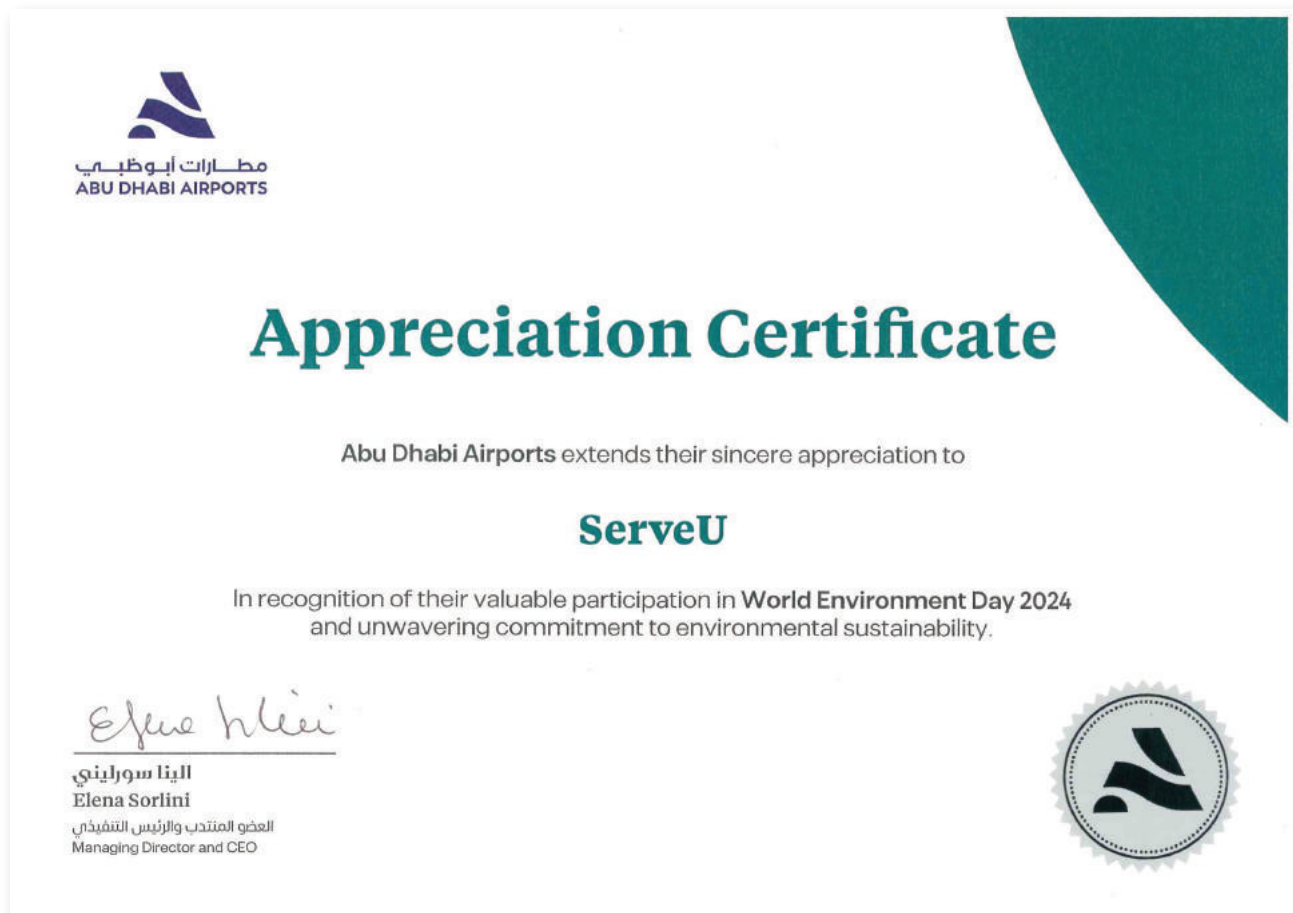 مطارات أبوظبي
ABU DHABI AIRPORTS
Appreciation Certificate
Abu Dhabi Airports extends their sincere appreciation to
ServeU
In recognition of their valuable participation in World Environment Day 2024
and unwavering commitment to environmental sustainability.
الينا سورليني
Elena Sorlini
العضو المنتدب والرئيس التنفيذي
Managing Director and CEO